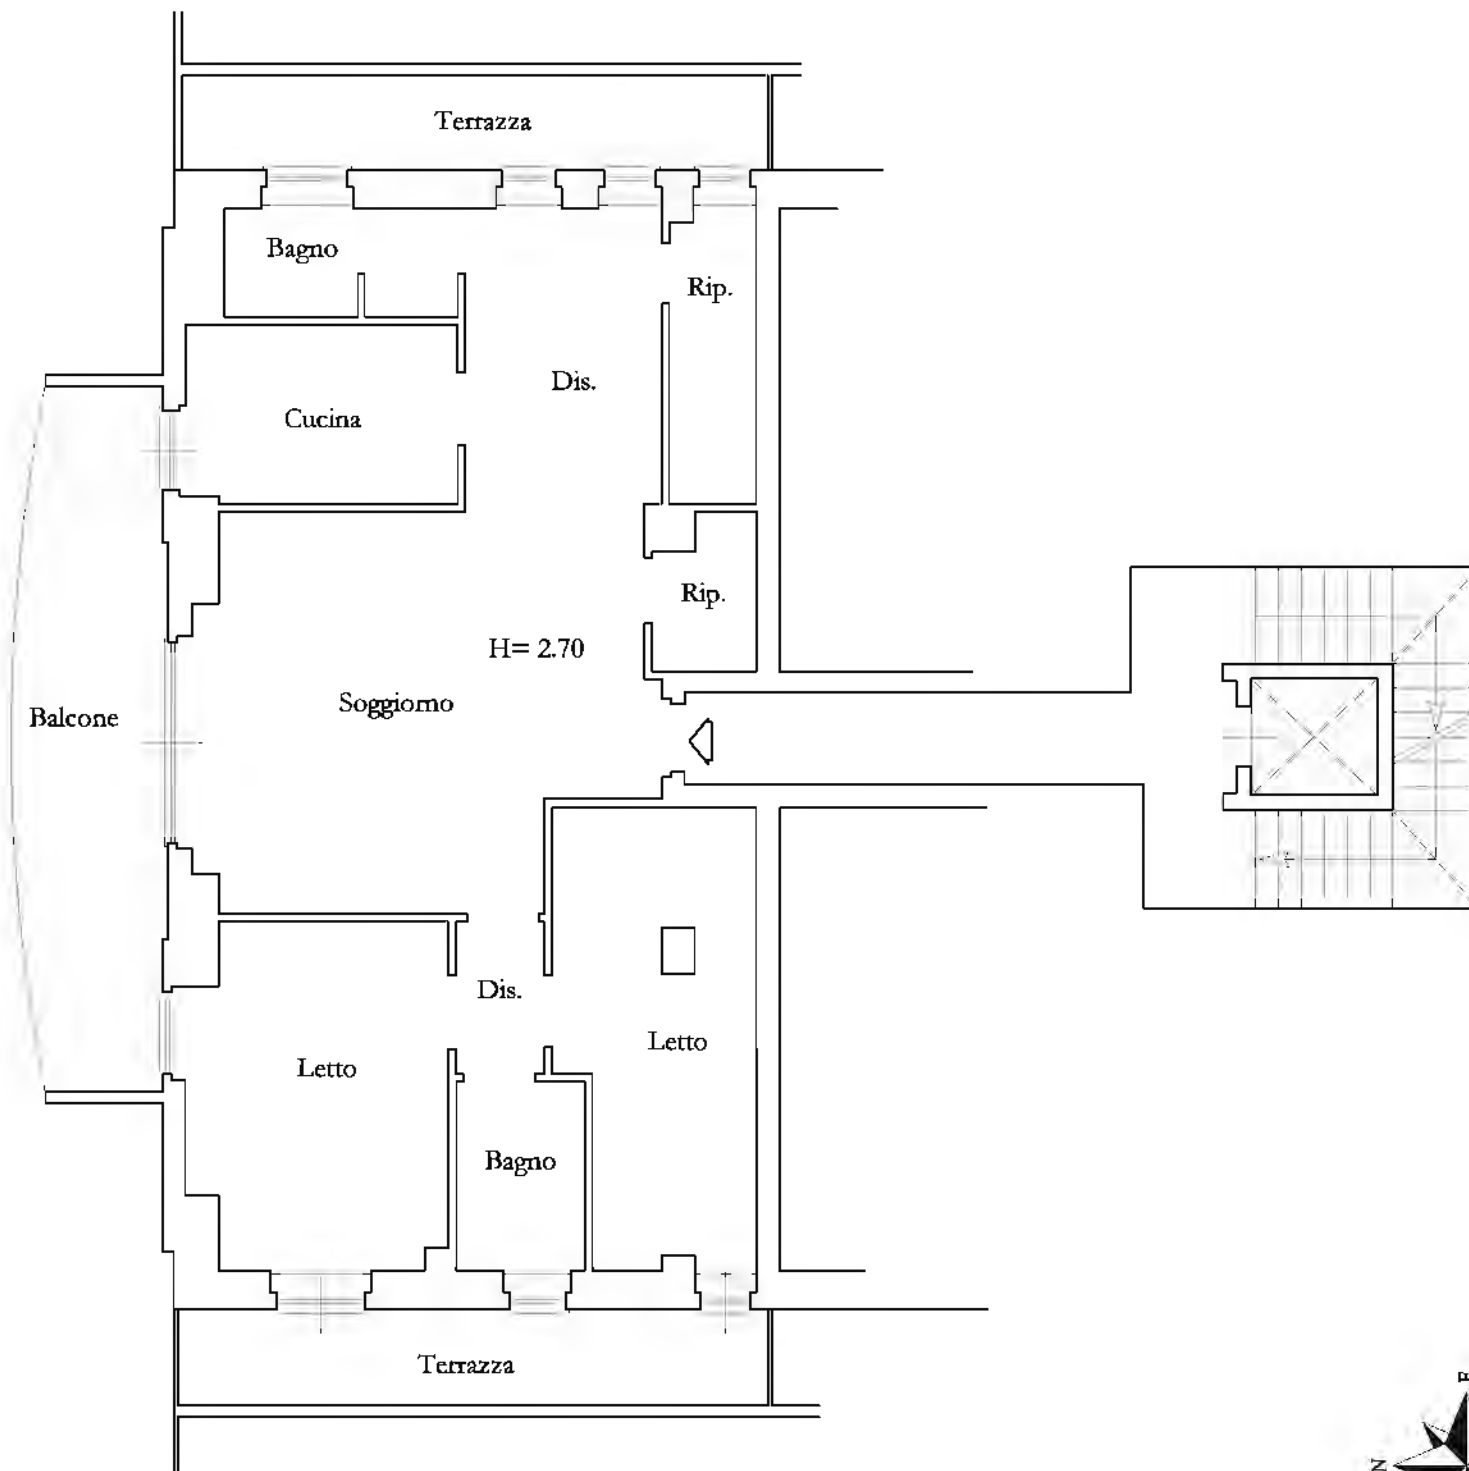 Terrazza
Bagno
Rip.
Dis.
Cucina
Rip.
H= 2.70
Soggiorno
Balcone
Dis.
Letto
Letto
Bagno
Terrazza
N